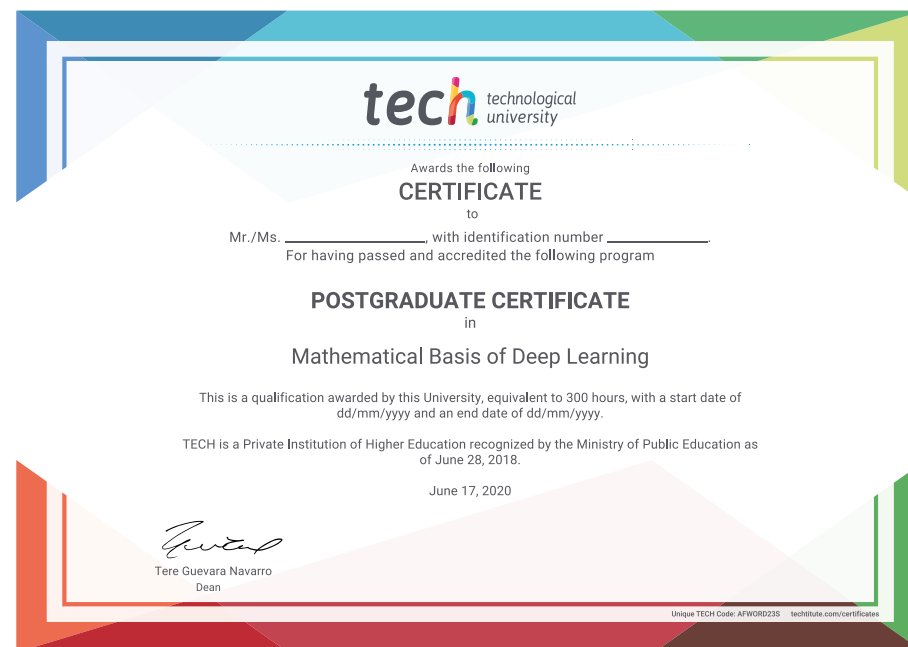 tech technological
university
Awards the following
CERTIFICATE
to
Mr./Ms. ____________________, with identification number ______________.
For having passed and accredited the following program
POSTGRADUATE CERTIFICATE
in
Mathematical Basis of Deep Learning
This is a qualification awarded by this University, equivalent to 300 hours, with a start date of
dd/mm/yyyy and an end date of dd/mm/yyyy.
TECH is a Private Institution of Higher Education recognized by the Ministry of Public Education as
of June 28, 2018.
June 17, 2020
Tere Guevara Navarro
Dean
Unique TECH Code: AFWORD23S techtitute.com/certificates